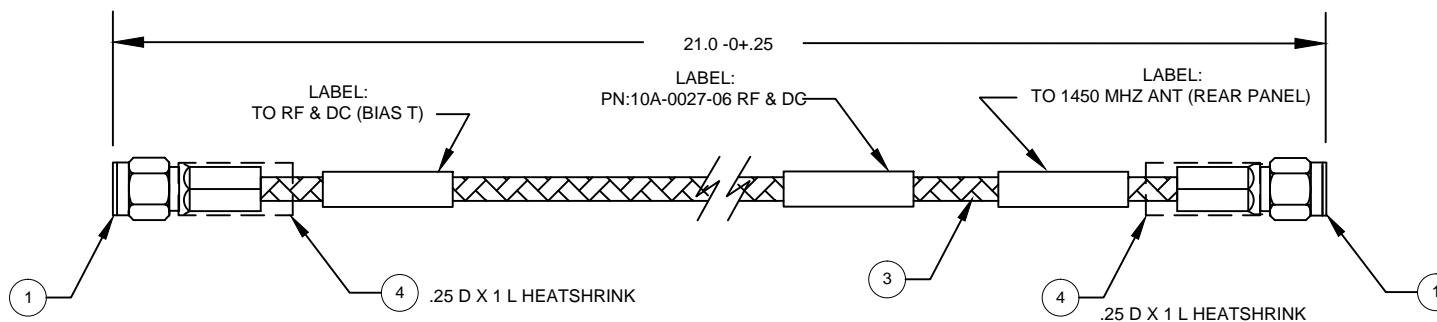 21.0 -0+.25
LABEL:
TO RF & DC (BIAS T)
LABEL:
PN:10A-0027-06 RF & DC
LABEL:
TO 1450 MHZ ANT (REAR PANEL)
1
4
.25 D X 1 L HEATSHRINK
3
4
.25 D X 1 L HEATSHRINK
1